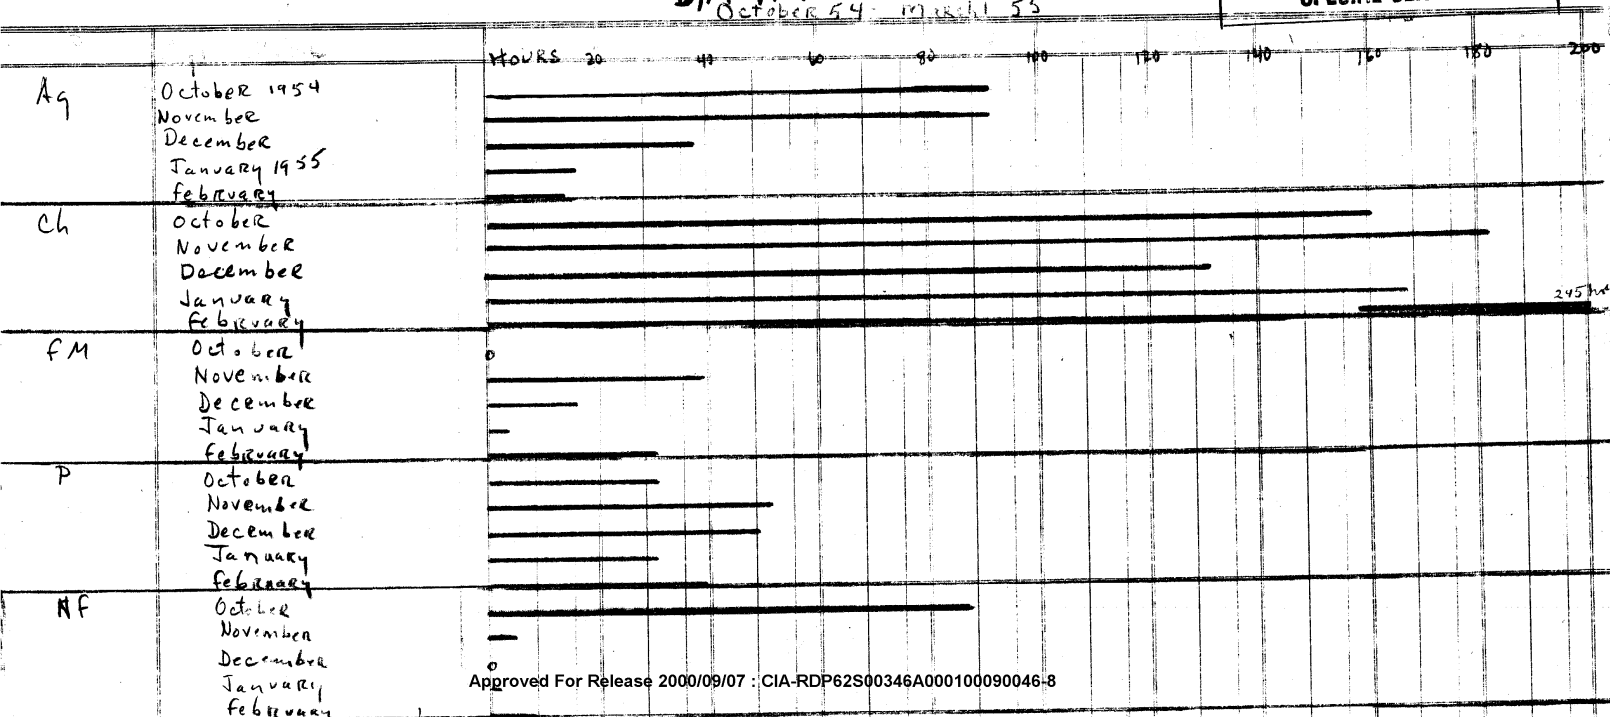 October 54 - March 55
HOURS 20 40 60 80 100 120 140 160 180 200
Ag October 1954
November
December
January 1955
february
Ch October
November
December
January
245 hrs
february
fM October 0
November
December
January
february
P October
November
December
January
february
Nf October
November
December 0
January
Approved For Release 2000/09/07 : CIA-RDP62S00346A000100090046-8
february